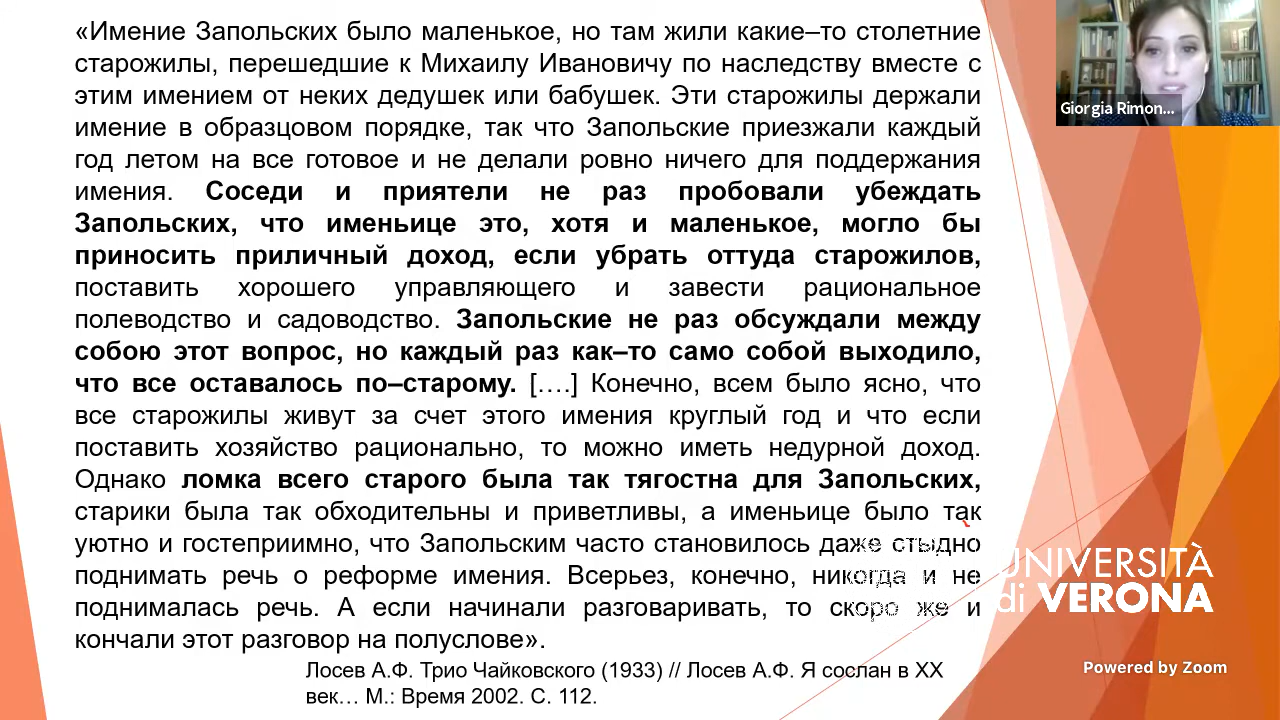 «Имение Запольских было маленькое, но там жили какие–то столетние
старожилы, перешедшие к Михаилу Ивановичу по наследству вместе с
этим имением от неких дедушек или бабушек. Эти старожилы держали
имение в образцовом порядке, так что Запольские приезжали каждый
год летом на все готовое и не делали ровно ничего для поддержания
имения. Соседи и приятели не раз пробовали убеждать
Запольских, что именьице это, хотя и маленькое, могло бы
приносить приличный доход, если убрать оттуда старожилов,
поставить хорошего управляющего и завести рациональное
полеводство и садоводство. Запольские не раз обсуждали между
собою этот вопрос, но каждый раз как–то само собой выходило,
что все оставалось по–старому. [….] Конечно, всем было ясно, что
все старожилы живут за счет этого имения круглый год и что если
поставить хозяйство рационально, то можно иметь недурной доход.
Однако ломка всего старого была так тягостна для Запольских,
старики была так обходительны и приветливы, а именьице было так
уютно и гостеприимно, что Запольским часто становилось даже стыдно
поднимать речь о реформе имения. Всерьез, конечно, никогда и не
поднималась речь. А если начинали разговаривать, то скоро же и
кончали этот разговор на полуслове».
Лосев А.Ф. Трио Чайковского (1933) // Лосев А.Ф. Я сослан в XX
век… М.: Время 2002. С. 112.
Giorgia Rimon...
UNIVERSITÀ
di VERONA
Powered by Zoom